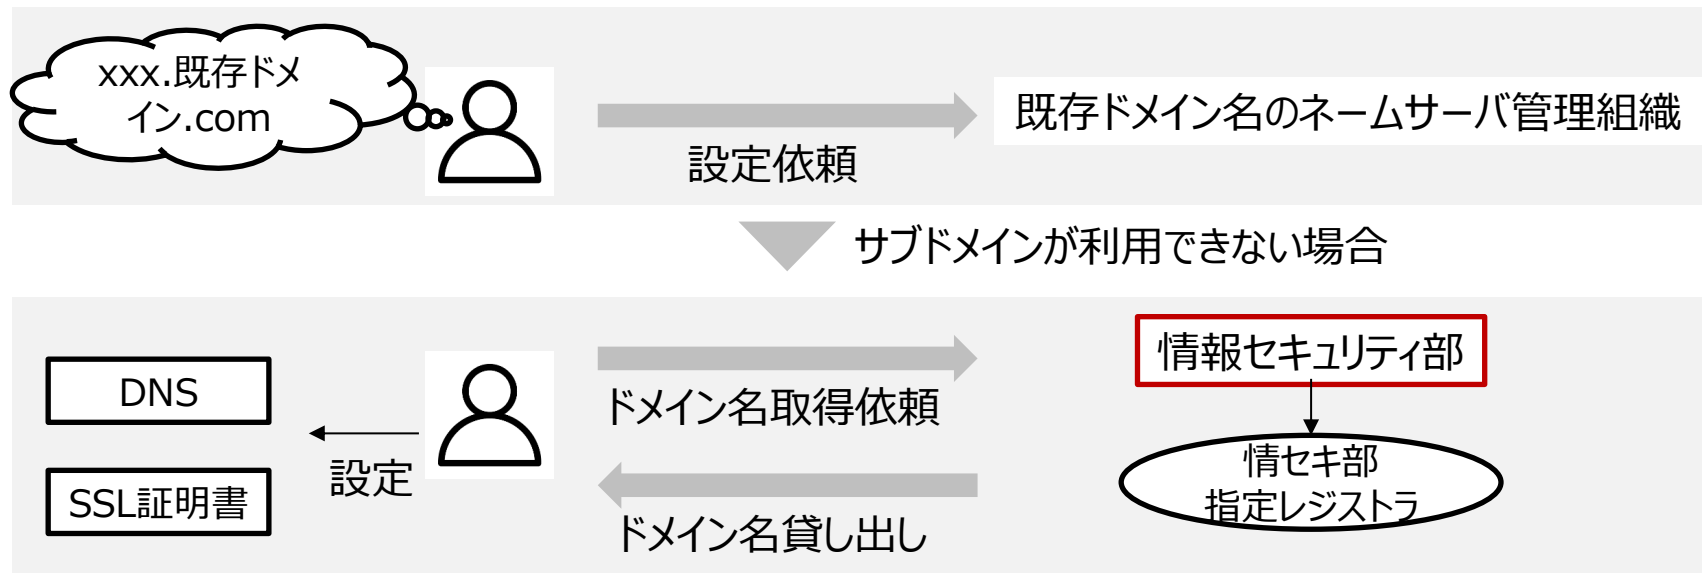 xxx.既存ドメ
イン.com
設定依頼
既存ドメイン名のネームサーバ管理組織
サブドメインが利用できない場合
DNS
SSL証明書
設定
ドメイン名取得依頼
ドメイン名貸し出し
情報セキュリティ部
情セキ部
指定レジストラ